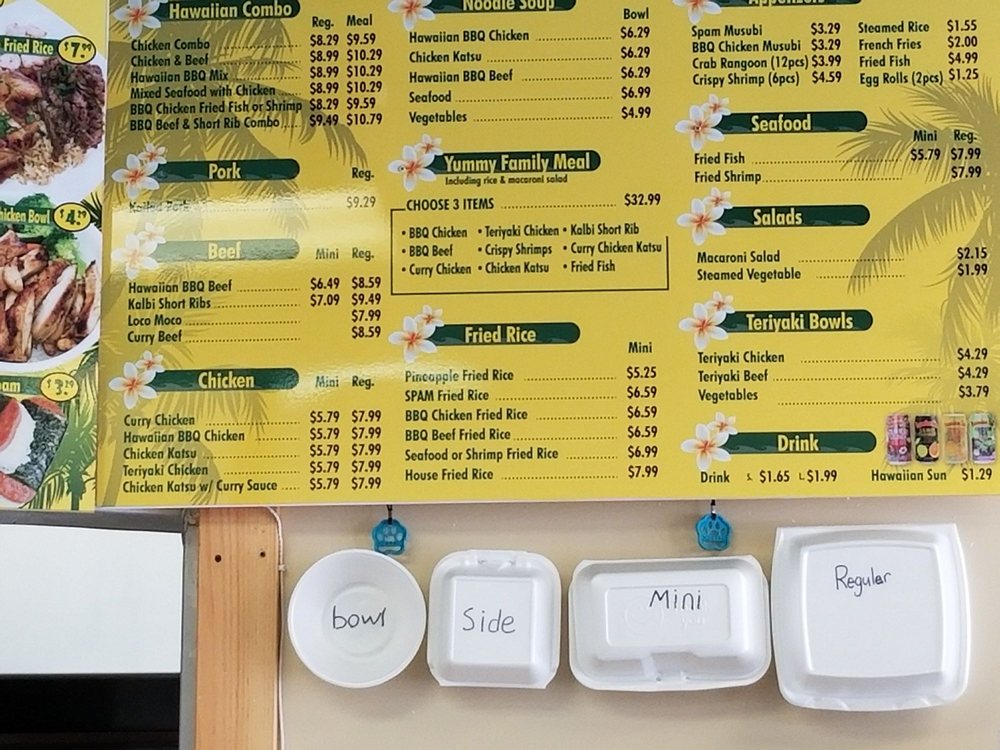 Fried Rice $7.99
hicken Bowl $4.29
am $3.29
Hawaiian Combo
Reg. Meal
Chicken Combo $8.29 $9.59
Chicken & Beef $8.99 $10.29
Hawaiian BBQ Mix $8.99 $10.29
Mixed Seafood with Chicken $8.99 $10.29
BBQ Chicken Fried Fish or Shrimp $8.29 $9.59
BBQ Beef & Short Rib Combo $9.49 $10.79
Pork
Reg.
Kalua Pork $9.29
Beef
Mini Reg.
Hawaiian BBQ Beef $6.49 $8.59
Kalbi Short Ribs $7.09 $9.49
Loco Moco $7.99
Curry Beef $8.59
Chicken
Mini Reg.
Curry Chicken $5.79 $7.99
Hawaiian BBQ Chicken $5.79 $7.99
Chicken Katsu $5.79 $7.99
Teriyaki Chicken $5.79 $7.99
Chicken Katsu w/ Curry Sauce $5.79 $7.99
Noodle Soup
Bowl
Hawaiian BBQ Chicken $6.29
Chicken Katsu $6.29
Hawaiian BBQ Beef $6.29
Seafood $6.99
Vegetables $4.99
Yummy Family Meal
Including rice & macaroni salad
CHOOSE 3 ITEMS $32.99
• BBQ Chicken • Teriyaki Chicken • Kalbi Short Rib
• BBQ Beef • Crispy Shrimps • Curry Chicken Katsu
• Curry Chicken • Chicken Katsu • Fried Fish
Fried Rice
Mini
Pineapple Fried Rice $5.25
SPAM Fried Rice $6.59
BBQ Chicken Fried Rice $6.59
BBQ Beef Fried Rice $6.59
Seafood or Shrimp Fried Rice $6.99
House Fried Rice $7.99
Appetizers
Spam Musubi $3.29 Steamed Rice $1.55
BBQ Chicken Musubi $3.29 French Fries $2.00
Crab Rangoon (12pcs) $3.99 Fried Fish $4.99
Crispy Shrimp (6pcs) $4.59 Egg Rolls (2pcs) $1.25
Seafood
Mini Reg.
Fried Fish $5.79 $7.99
Fried Shrimp $7.99
Salads
Macaroni Salad $2.15
Steamed Vegetable $1.99
Teriyaki Bowls
Teriyaki Chicken $4.29
Teriyaki Beef $4.29
Vegetables $3.79
Drink
Drink S. $1.65 L $1.99 Hawaiian Sun $1.29
bowl
Side
Mini
Regular